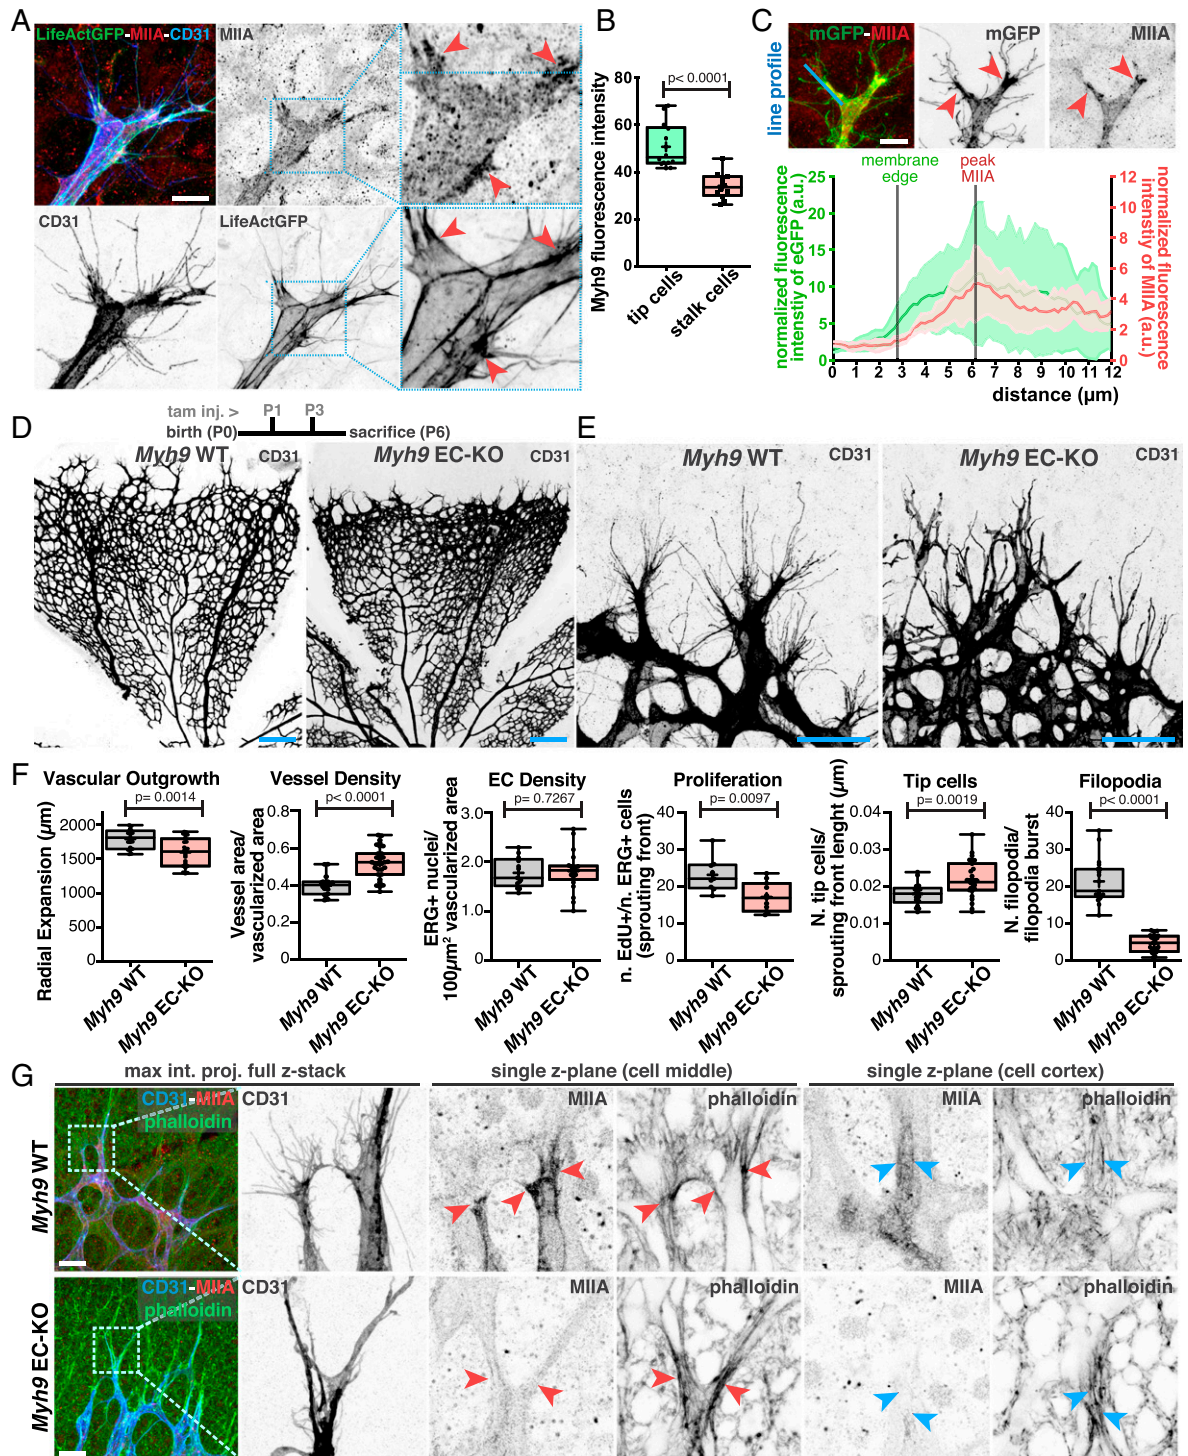 A
LifeActGFP-MIIA-CD31
MIIA
CD31
LifeActGFP
B
Myh9 fluorescence intensity
80
60
40
20
0
p< 0.0001
tip cells
stalk cells
C
line profile
mGFP-MIIA
mGFP
MIIA
membrane edge
peak MIIA
normalized fluorescence
intenstiy of eGFP (a.u.)
25
20
15
10
5
0
12
10
8
6
4
2
0
normalized fluorescence
intenstiy of MIIA
(a.u.)
0 1 2 3 4 5 6 7 8 9 10 11 12
distance (µm)
D
tam inj. > P1 P3
birth (P0) sacrifice (P6)
Myh9 WT
CD31
Myh9 EC-KO
CD31
E
Myh9 WT
CD31
Myh9 EC-KO
CD31
F
Vascular Outgrowth
p= 0.0014
Radial Expansion (µm)
2000
1500
1000
500
0
Myh9 WT
Myh9 EC-KO
Vessel Density
p< 0.0001
Vessel area/
vascularized area
0.8
0.6
0.4
0.2
0
Myh9 WT
Myh9 EC-KO
EC Density
p= 0.7267
ERG+ nuclei/
100µm² vascularized area
3.0
2.0
1.0
0
Myh9 WT
Myh9 EC-KO
Proliferation
p= 0.0097
n. EdU+/n. ERG+ cells
(sprouting front)
40
30
20
10
0
Myh9 WT
Myh9 EC-KO
Tip cells
p= 0.0019
N. tip cells/
sprouting front lenght (µm)
0.04
0.03
0.02
0.01
0
Myh9 WT
Myh9 EC-KO
Filopodia
p< 0.0001
N. filopodia/
filopodia burst
40
30
20
10
0
Myh9 WT
Myh9 EC-KO
G
max int. proj. full z-stack
single z-plane (cell middle)
single z-plane (cell cortex)
Myh9 WT
CD31-MIIA
phalloidin
CD31
MIIA
phalloidin
MIIA
phalloidin
Myh9 EC-KO
CD31-MIIA
phalloidin
CD31
MIIA
phalloidin
MIIA
phalloidin